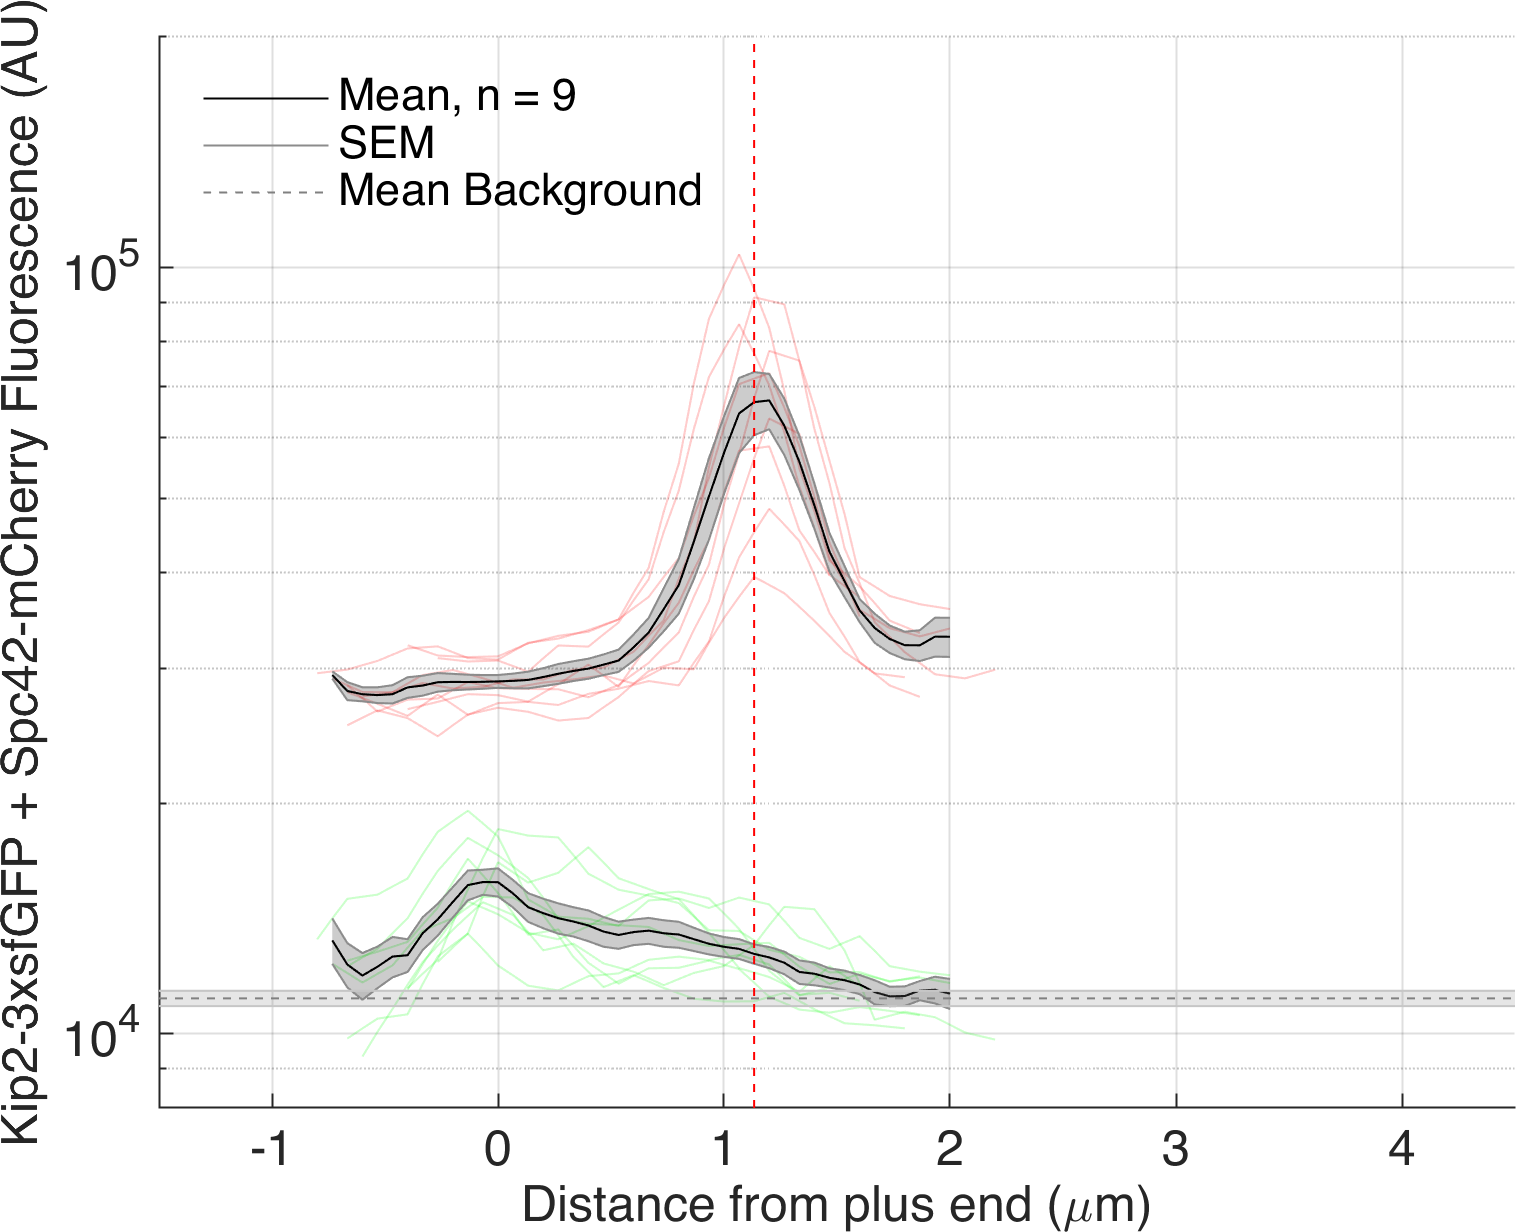 Kip2-3xsfGFP + Spc42-mCherry Fluorescence (AU)
Mean, n = 9
SEM
Mean Background
10^5
10^4
-1 0 1 2 3 4
Distance from plus end (μm)